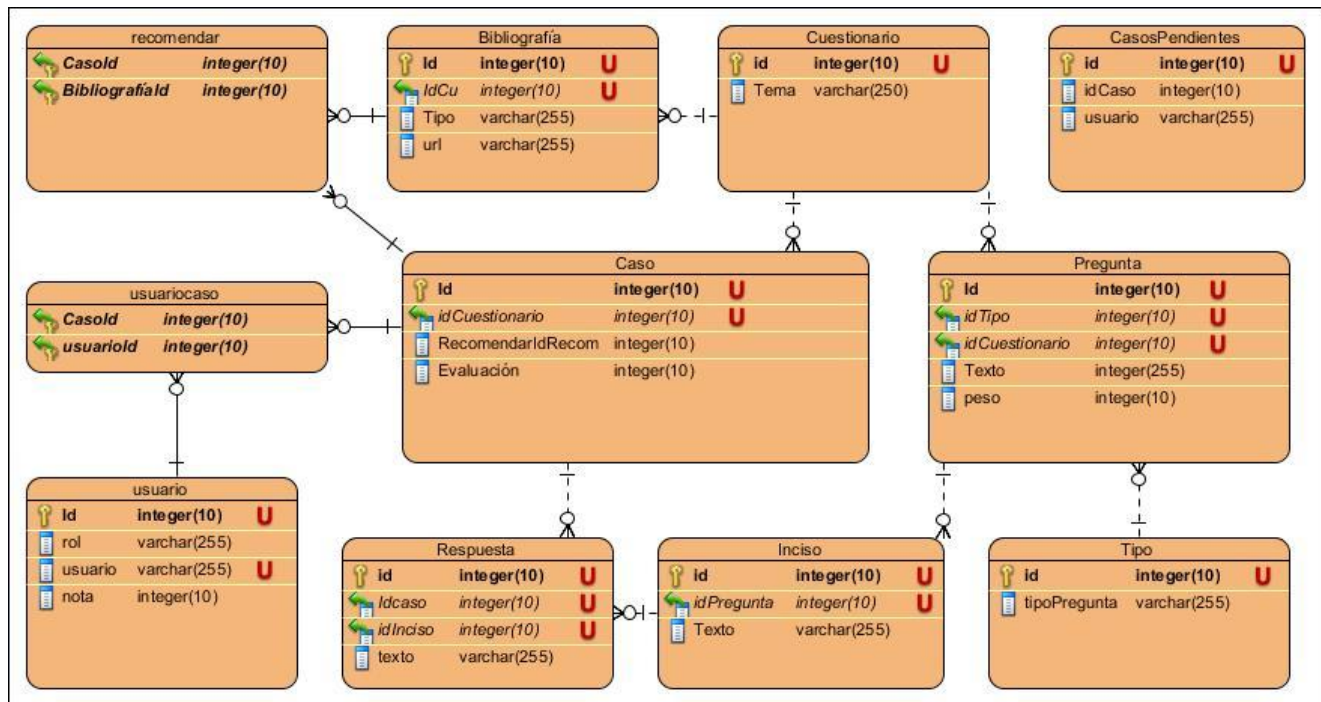 recomendar
CasoId integer(10)
BibliografíaId integer(10)
Bibliografía
Id integer(10) U
IdCu integer(10) U
Tipo varchar(255)
url varchar(255)
Cuestionario
id integer(10) U
Tema varchar(250)
CasosPendientes
id integer(10) U
idCaso integer(10)
usuario varchar(255)
usuariocaso
CasoId integer(10)
usuarioId integer(10)
Caso
Id integer(10) U
idCuestionario integer(10) U
RecomendarIdRecom integer(10)
Evaluación integer(10)
Pregunta
Id integer(10) U
idTipo integer(10) U
idCuestionario integer(10) U
Texto integer(255)
peso integer(10)
usuario
Id integer(10) U
rol varchar(255)
usuario varchar(255) U
nota integer(10)
Respuesta
id integer(10) U
Idcaso integer(10) U
idInciso integer(10) U
texto varchar(255)
Inciso
id integer(10) U
idPregunta integer(10) U
Texto varchar(255)
Tipo
id integer(10) U
tipoPregunta varchar(255)